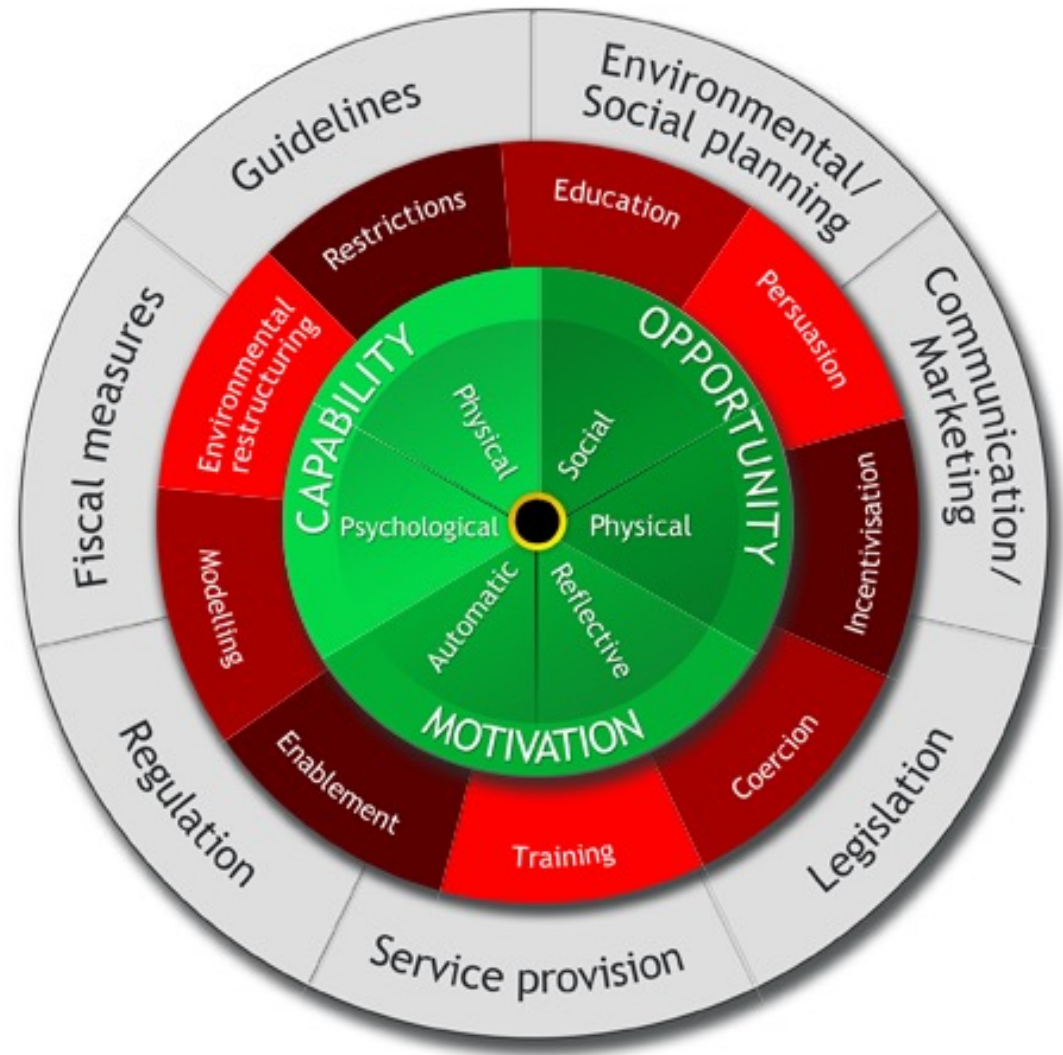 Guidelines
Environmental/
Social planning
Communication/
Marketing
Legislation
Service provision
Regulation
Fiscal measures
Restrictions
Education
Persuasion
Incentivisation
Coercion
Training
Enablement
Modelling
Environmental
restructuring
CAPABILITY
OPPORTUNITY
MOTIVATION
Physical
Social
Physical
Reflective
Automatic
Psychological